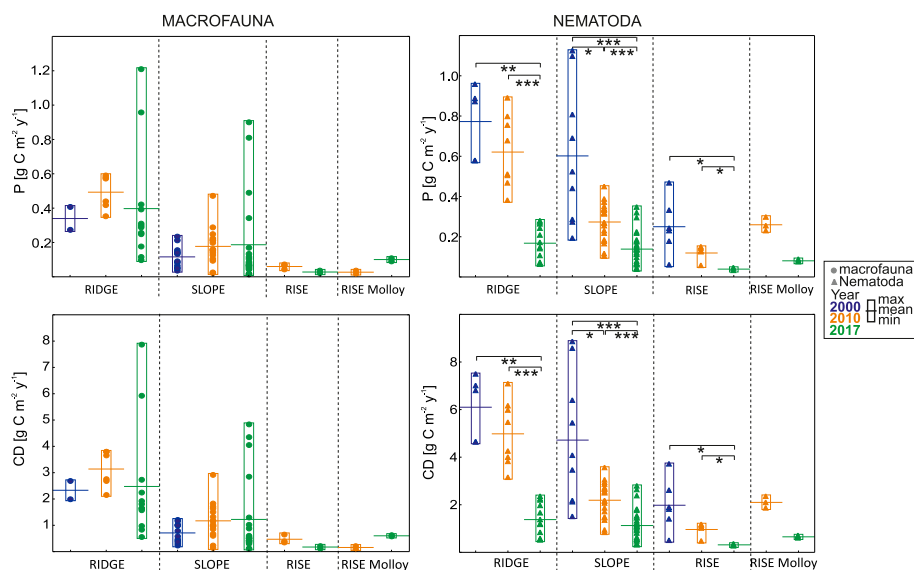 MACROFAUNA
NEMATODA
P [g C m⁻² y⁻¹]
1.2
1.0
0.8
0.6
0.4
0.2
RIDGE
SLOPE
RISE
RISE Molloy
P [g C m⁻² y⁻¹]
1.0
0.8
0.6
0.4
0.2
**
***
***
*
***
*
*
RIDGE
SLOPE
RISE
RISE Molloy
macrofauna
Nematoda
Year
2000
2010
2017
max
mean
min
CD [g C m⁻² y⁻¹]
8
7
6
5
4
3
2
1
RIDGE
SLOPE
RISE
RISE Molloy
CD [g C m⁻² y⁻¹]
8
6
4
2
**
***
***
*
***
*
*
RIDGE
SLOPE
RISE
RISE Molloy